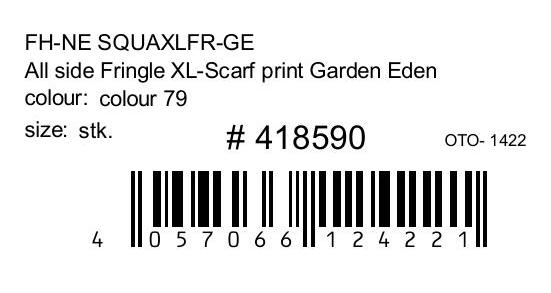 FH-NE SQUAXLFR-GE
All side Fringle XL-Scarf print Garden Eden
colour: colour 79
size: stk.
# 418590
OTO- 1422
4 057066 124221